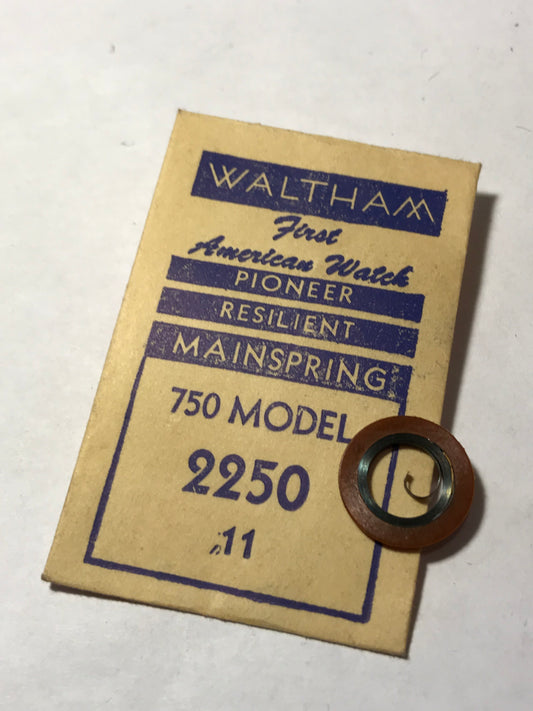 WALTHAM
First
American Watch
PIONEER
RESILIENT
MAINSPRING
750 MODEL
2250
.11